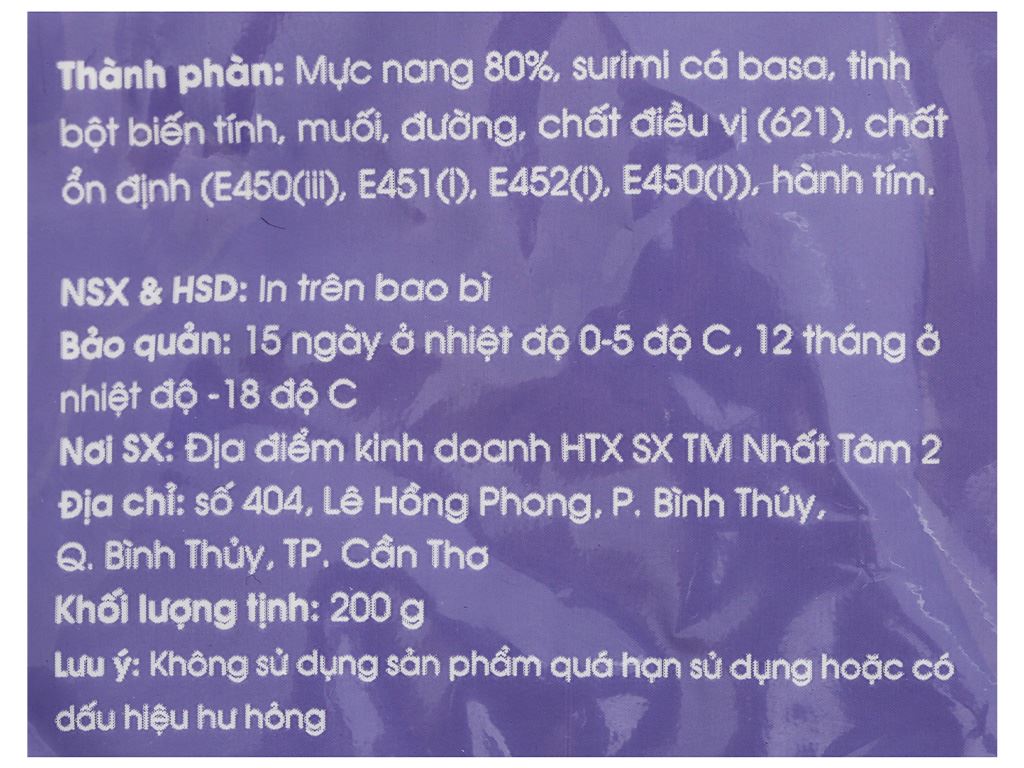 Thành phần: Mực nang 80%, surimi cá basa, tinh
bột biến tính, muối, đường, chất điều vị (621), chất
ổn định (E450(iii), E451(i), E452(i), E450(i)), hành tím.
NSX & HSD: In trên bao bì
Bảo quản: 15 ngày ở nhiệt độ 0-5 độ C, 12 tháng ở
nhiệt độ -18 độ C
Nơi SX: Địa điểm kinh doanh HTX SX TM Nhất Tâm 2
Địa chỉ: số 404, Lê Hồng Phong, P. Bình Thủy,
Q. Bình Thủy, TP. Cần Thơ
Khối lượng tịnh: 200 g
Lưu ý: Không sử dụng sản phẩm quá hạn sử dụng hoặc có
dấu hiệu hư hỏng